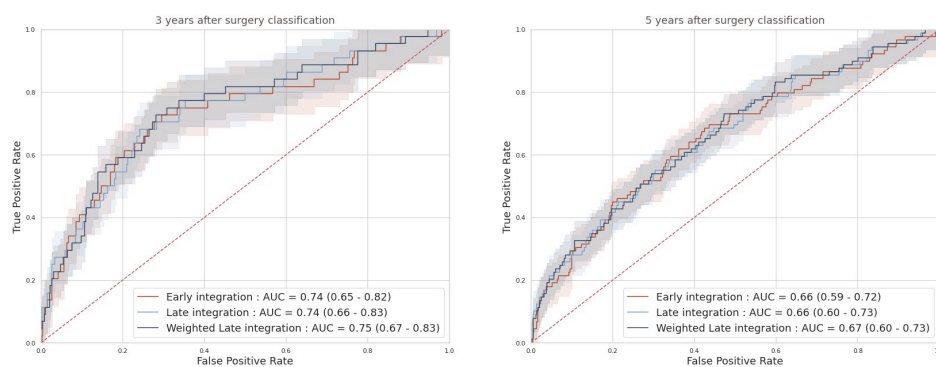 3 years after surgery classification
1.0
0.8
0.6
0.4
0.2
0.0
True Positive Rate
Early integration : AUC = 0.74 (0.65 - 0.82)
Late integration : AUC = 0.74 (0.66 - 0.83)
Weighted Late integration : AUC = 0.75 (0.67 - 0.83)
0.0 0.2 0.4 0.6 0.8 1.0
False Positive Rate
5 years after surgery classification
1.0
0.8
0.6
0.4
0.2
0.0
True Positive Rate
Early integration : AUC = 0.66 (0.59 - 0.72)
Late integration : AUC = 0.66 (0.60 - 0.73)
Weighted Late integration : AUC = 0.67 (0.60 - 0.73)
0.0 0.2 0.4 0.6 0.8
False Positive Rate